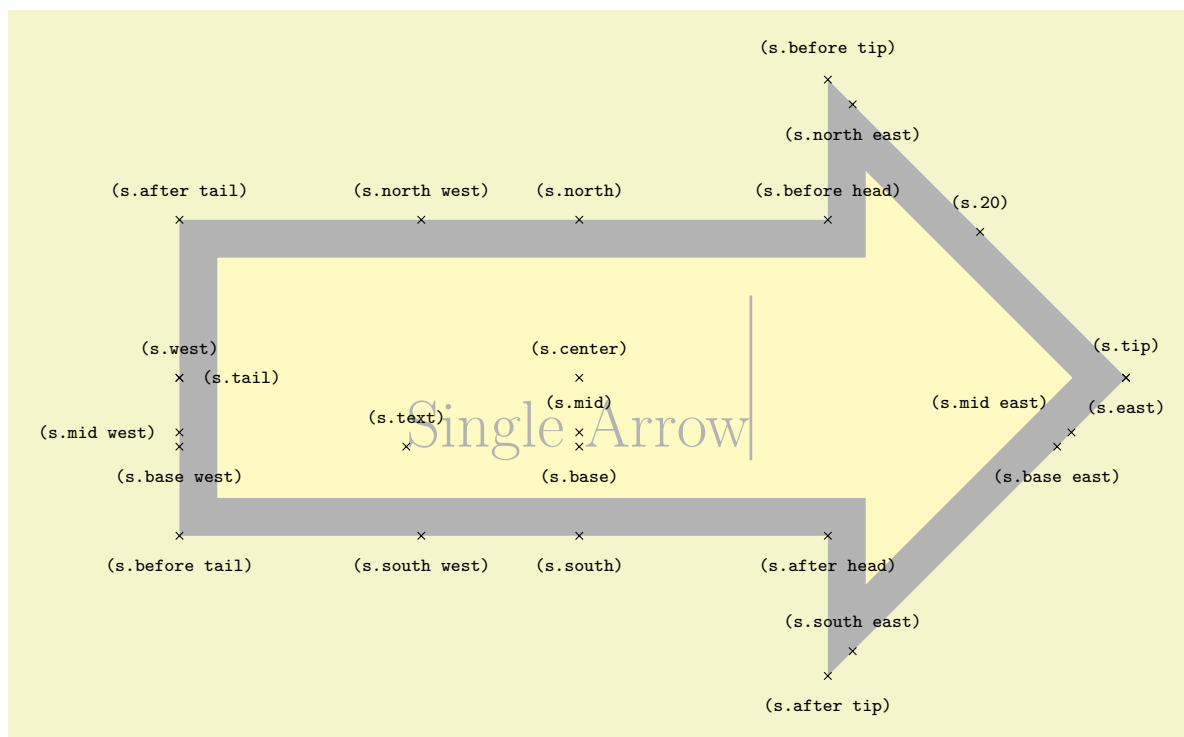 (s.before tip)
(s.north east)
(s.after tail) (s.north west) (s.north) (s.before head)
(s.20)
(s.west) (s.center) (s.tip)
(s.tail)
(s.mid) (s.mid east) (s.east)
(s.text)
Single Arrow
(s.mid west)
(s.base west) (s.base) (s.base east)
(s.before tail) (s.south west) (s.south) (s.after head)
(s.south east)
(s.after tip)